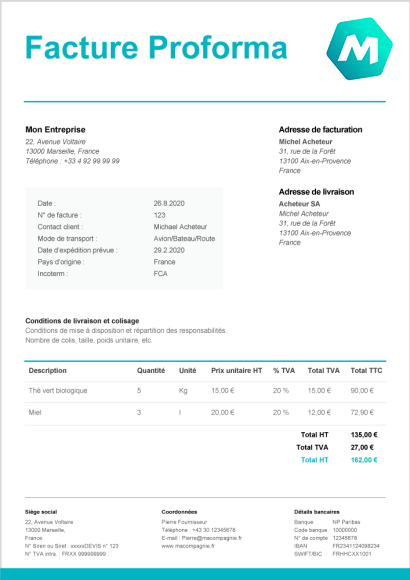 Facture Proforma
M
Mon Entreprise
22, Avenue Voltaire
13000 Marseille, France
Téléphone : +33 4 92 99 99 99
Adresse de facturation
Michel Acheteur
31, rue de la Forêt
13100 Aix-en-Provence
France
Adresse de livraison
Acheteur SA
Michel Acheteur
31, rue de la Forêt
13100 Aix-en-Provence
France
Date : 26.8.2020
N° de facture : 123
Contact client : Michael Acheteur
Mode de transport : Avion/Bateau/Route
Date d'expédition prévue : 29.2.2020
Pays d'origine : France
Incoterm : FCA
Conditions de livraison et colisage
Conditions de mise à disposition et répartition des responsabilités.
Nombre de colis, taille, poids unitaire, etc.
Description Quantité Unité Prix unitaire HT % TVA Total TVA Total TTC
Thé vert biologique 5 Kg 15,00 € 20 % 15,00 € 90,00 €
Miel 3 l 20,00 € 20 % 12,00 € 72,90 €
Total HT 135,00 €
Total TVA 27,00 €
Total HT 162,00 €
Siège social
22, Avenue Voltaire
13000 Marseille,
France
N° Siren ou Siret : xxxxxDEVIS n° 123
N° TVA intra. : FRXX 999999999
Coordonnées
Pierre Fournisseur
Téléphone : +43 30 12345678
E-mail : Pierre@macompagnie.fr
www.macompagnie.fr
Détails bancaires
Banque NP Paribas
Code banque 10000000
N° de compte 12345678
IBAN FR2341124098234
SWIFT/BIC FRHHCXX1001